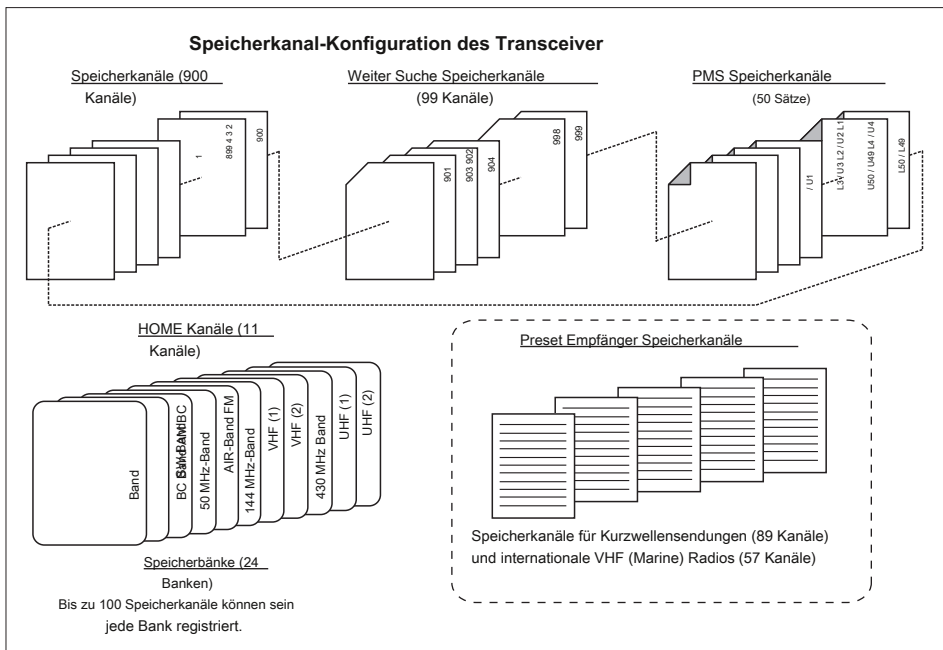 Speicherkanal-Konfiguration des Transceiver
Speicherkanäle (900
Kanäle)
1
899 4 3 2
900
Weiter Suche Speicherkanäle
(99 Kanäle)
901
903 902
904
998
999
PMS Speicherkanäle
(50 Sätze)
/ U1
L3 / U3 L2 / U2 L1
U50 / U49 L4 / U4
L50 / L49
HOME Kanäle (11
Kanäle)
Band
BC Band
50 MHz-Band
AIR-Band FM
144 MHz-Band
VHF (1)
VHF (2)
430 MHz Band
UHF (1)
UHF (2)
Speicherbänke (24
Banken)
Bis zu 100 Speicherkanäle können sein
jede Bank registriert.
Preset Empfänger Speicherkanäle
Speicherkanäle für Kurzwellensendungen (89 Kanäle)
und internationale VHF (Marine) Radios (57 Kanäle)